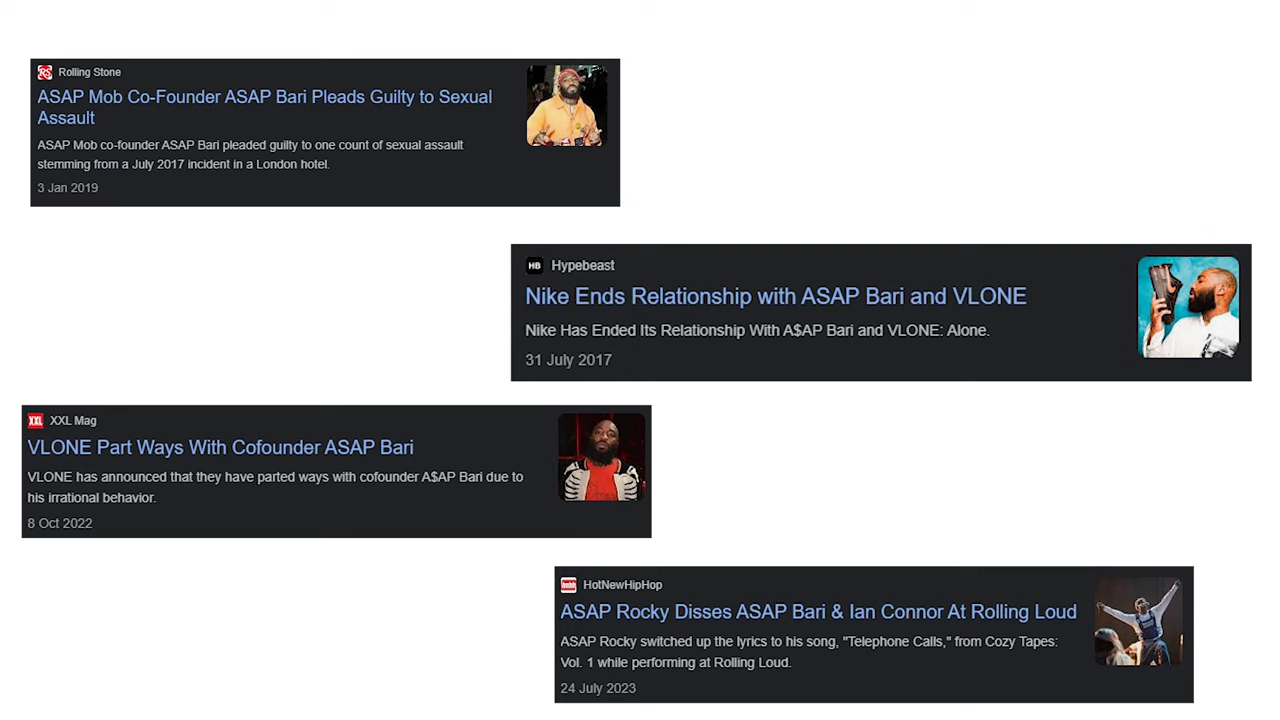 Rolling Stone
ASAP Mob Co-Founder ASAP Bari Pleads Guilty to Sexual
Assault
ASAP Mob co-founder ASAP Bari pleaded guilty to one count of sexual assault
stemming from a July 2017 incident in a London hotel.
3 Jan 2019
HB Hypebeast
Nike Ends Relationship with ASAP Bari and VLONE
Nike Has Ended Its Relationship With A$AP Bari and VLONE: Alone.
31 July 2017
XXL XXL Mag
VLONE Part Ways With Cofounder ASAP Bari
VLONE has announced that they have parted ways with cofounder A$AP Bari due to
his irrational behavior.
8 Oct 2022
HotNewHipHop
ASAP Rocky Disses ASAP Bari & Ian Connor At Rolling Loud
ASAP Rocky switched up the lyrics to his song, "Telephone Calls," from Cozy Tapes:
Vol. 1 while performing at Rolling Loud.
24 July 2023